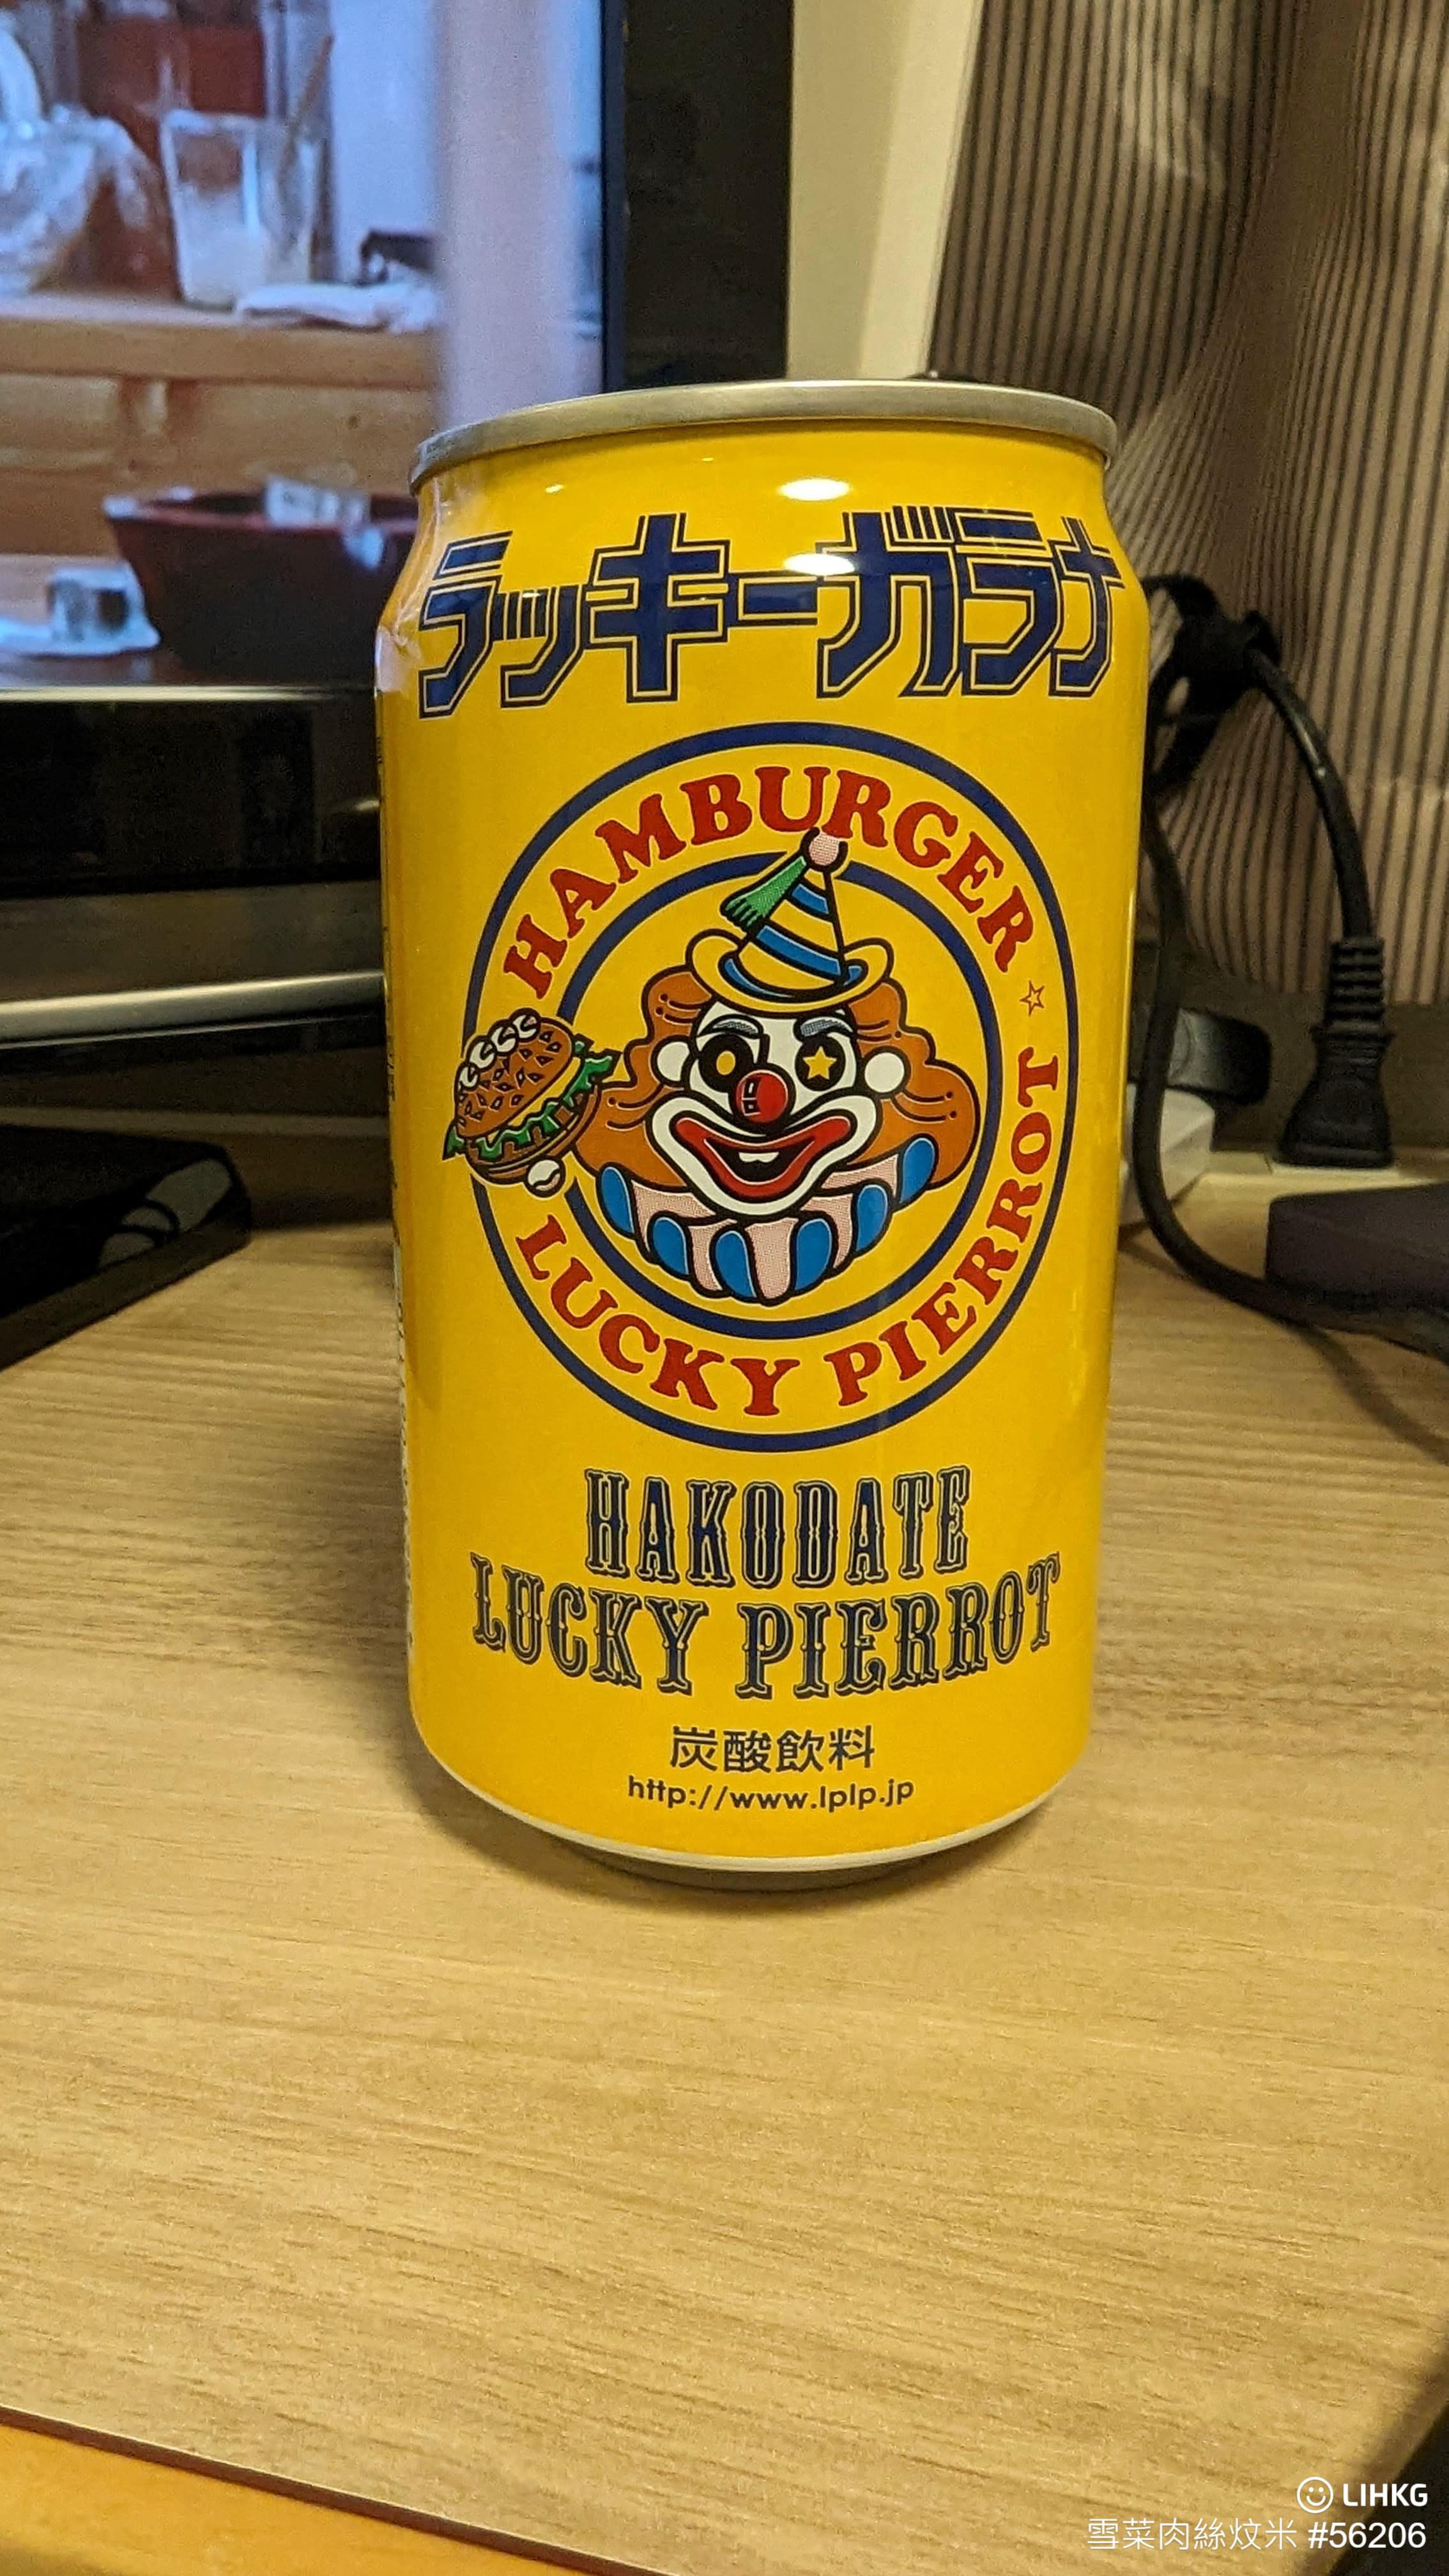 ラッキーガラナ
HAMBURGER ☆
LUCKY PIERROT
HAKODATE
LUCKY PIERROT
炭酸飲料
http://www.lplp.jp
LIHKG
雪菜肉絲炆米 #56206